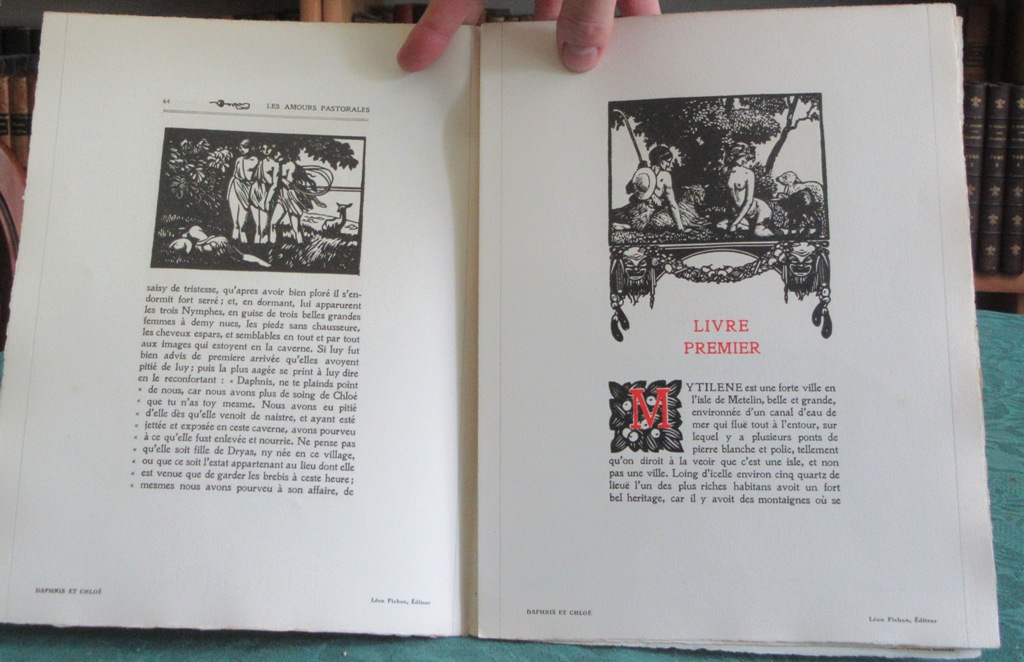 64 LES AMOURS PASTORALES
saisy de tristesse, qu'apres avoir bien ploré il s'en-
dormit fort serré ; et, en dormant, lui apparurent
les trois Nymphes, en guise de trois belles grandes
femmes à demy nues, les piedz sans chausseure,
les cheveux espars, et semblables en tout et par tout
aux images qui estoyent en la caverne. Si luy fut
bien advis de premiere arrivée qu'elles avoyent
pitié de luy ; puis la plus aagée se print à luy dire
en le reconfortant : « Daphnis, ne te plainds point
« de nous, car nous avons plus de soing de Chloé
« que tu n'as toy mesme. Nous avons eu pitié
« d'elle dès qu'elle venoit de naistre, et ayant esté
« jettée et exposée en ceste caverne, avons pourveu
« à ce qu'elle fust enlevée et nourrie. Ne pense pas
« qu'elle soit fille de Dryas, ny née en ce village,
« ou que ce soit l'estat appartenant au lieu dont elle
« est venue que de garder les brebis à ceste heure ;
« mesmes nous avons pourveu à son affaire, de
DAPHNIS ET CHLOÉ
Léon Pichon, Éditeur
LIVRE
PREMIER
MYTILENE est une forte ville en
l'isle de Metelin, belle et grande,
environnée d'un canal d'eau de
mer qui fluë tout à l'entour, sur
lequel y a plusieurs ponts de
pierre blanche et polie, tellement
qu'on diroit à la veoir que c'est une isle, et non
pas une ville. Loing d'icelle environ cinq quartz de
lieuë l'un des plus riches habitans avoit un fort
bel heritage, car il y avoit des montaignes où se
DAPHNIS ET CHLOÉ
Léon Pichon, Éditeur